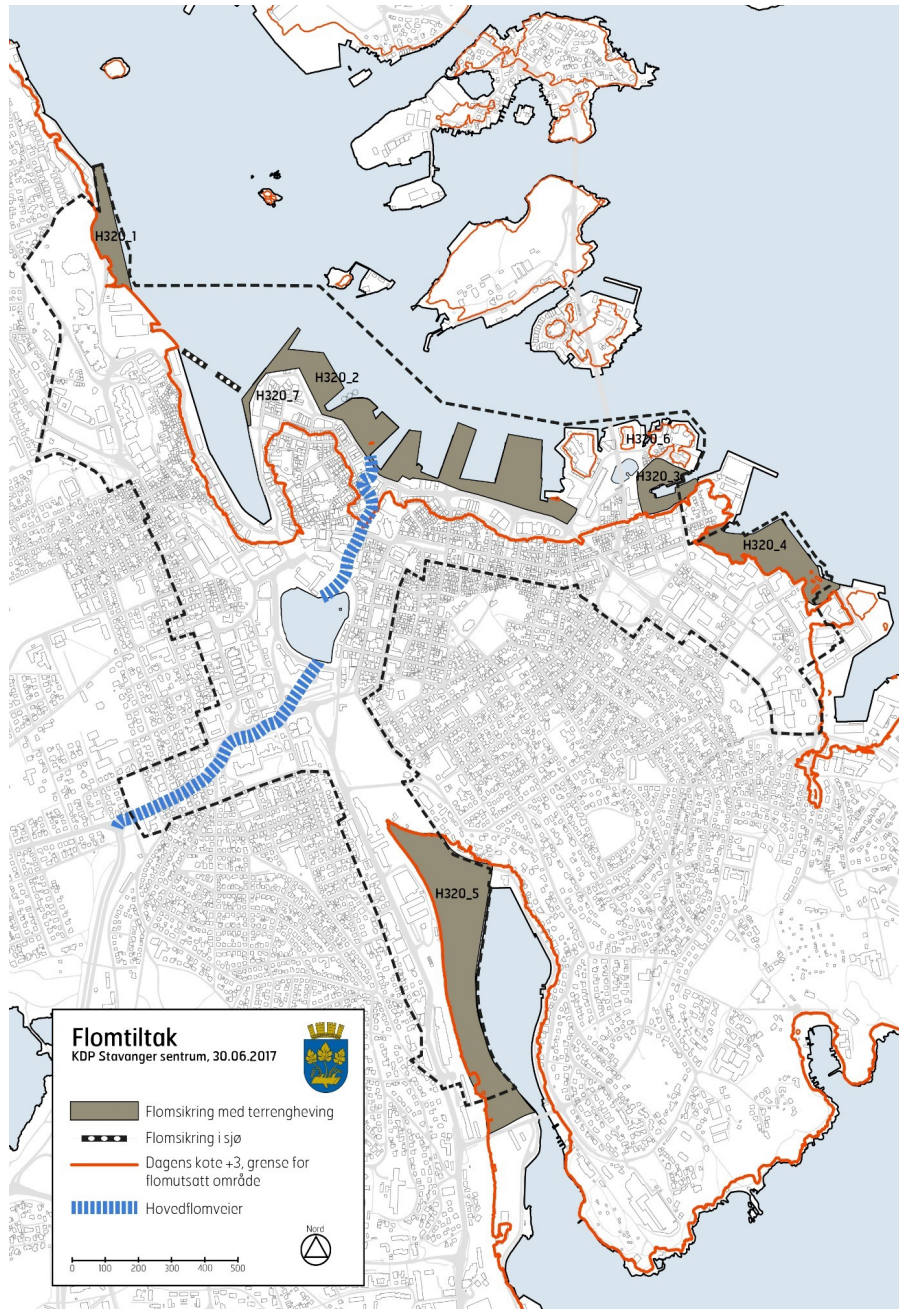 H320_1
H320_2
H320_7
H320_6
H320_3
H320_4
H320_5
Flomtiltak
KDP Stavanger sentrum, 30.06.2017
Flomsikring med terrengheving
Flomsikring i sjø
Dagens kote +3, grense for
flomutsatt område
Hovedflomveier
Nord
0 100 200 300 400 500